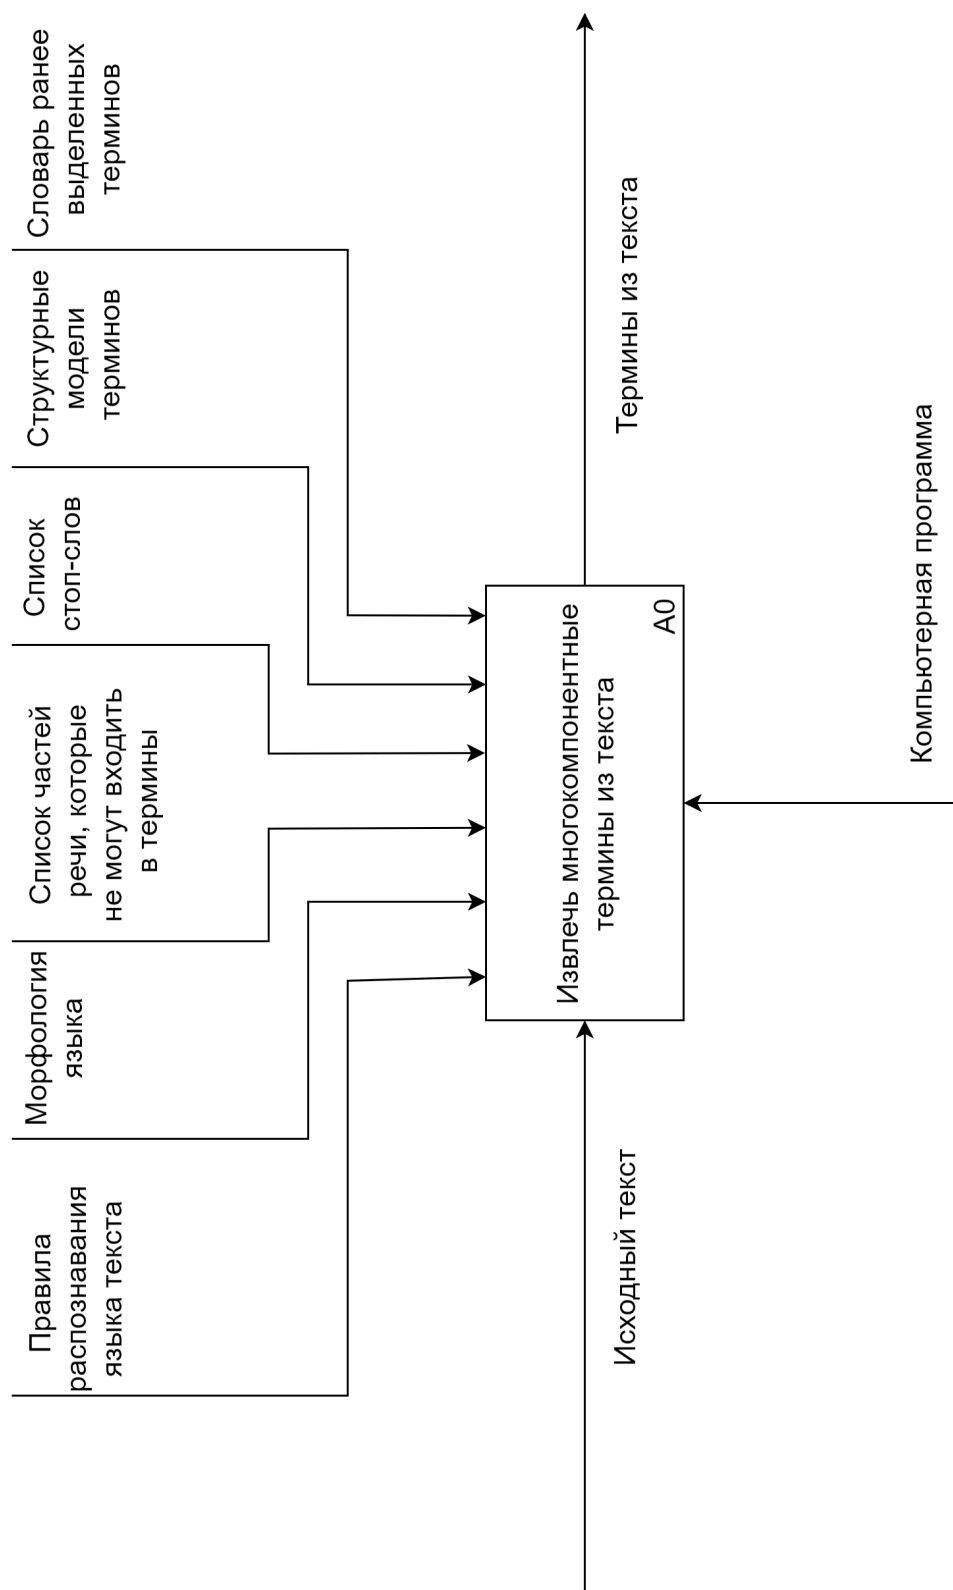 Правила
распознавания
языка текста
Морфология
языка
Список частей
речи, которые
не могут входить
в термины
Список
стоп-слов
Структурные
модели
терминов
Словарь ранее
выделенных
терминов
Исходный текст
Извлечь многокомпонентные
термины из текста
A0
Термины из текста
Компьютерная программа